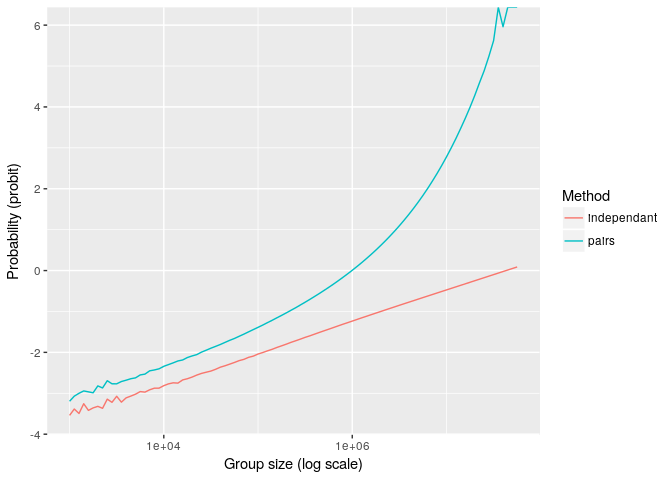 6
4
2
0
-2
-4
Probability (probit)
1e+04
1e+06
Group size (log scale)
Method
independant
pairs